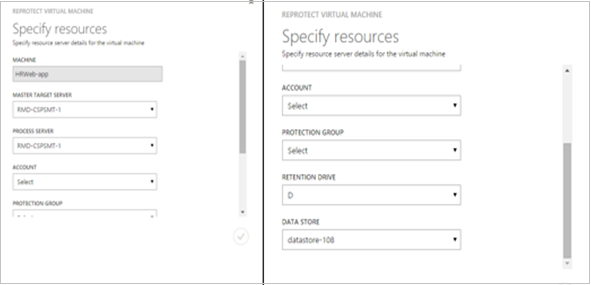 REPROTECT VIRTUAL MACHINE
Specify resources
Specify resource server details for the virtual machine
MACHINE
HRWeb-app
MASTER TARGET SERVER
RMD-CSPSMT-1
PROCESS SERVER
RMD-CSPSMT-1
ACCOUNT
Select
PROTECTION GROUP
REPROTECT VIRTUAL MACHINE
Specify resources
Specify resource server details for the virtual machine
ACCOUNT
Select
PROTECTION GROUP
Select
RETENTION DRIVE
D
DATA STORE
datastore-108